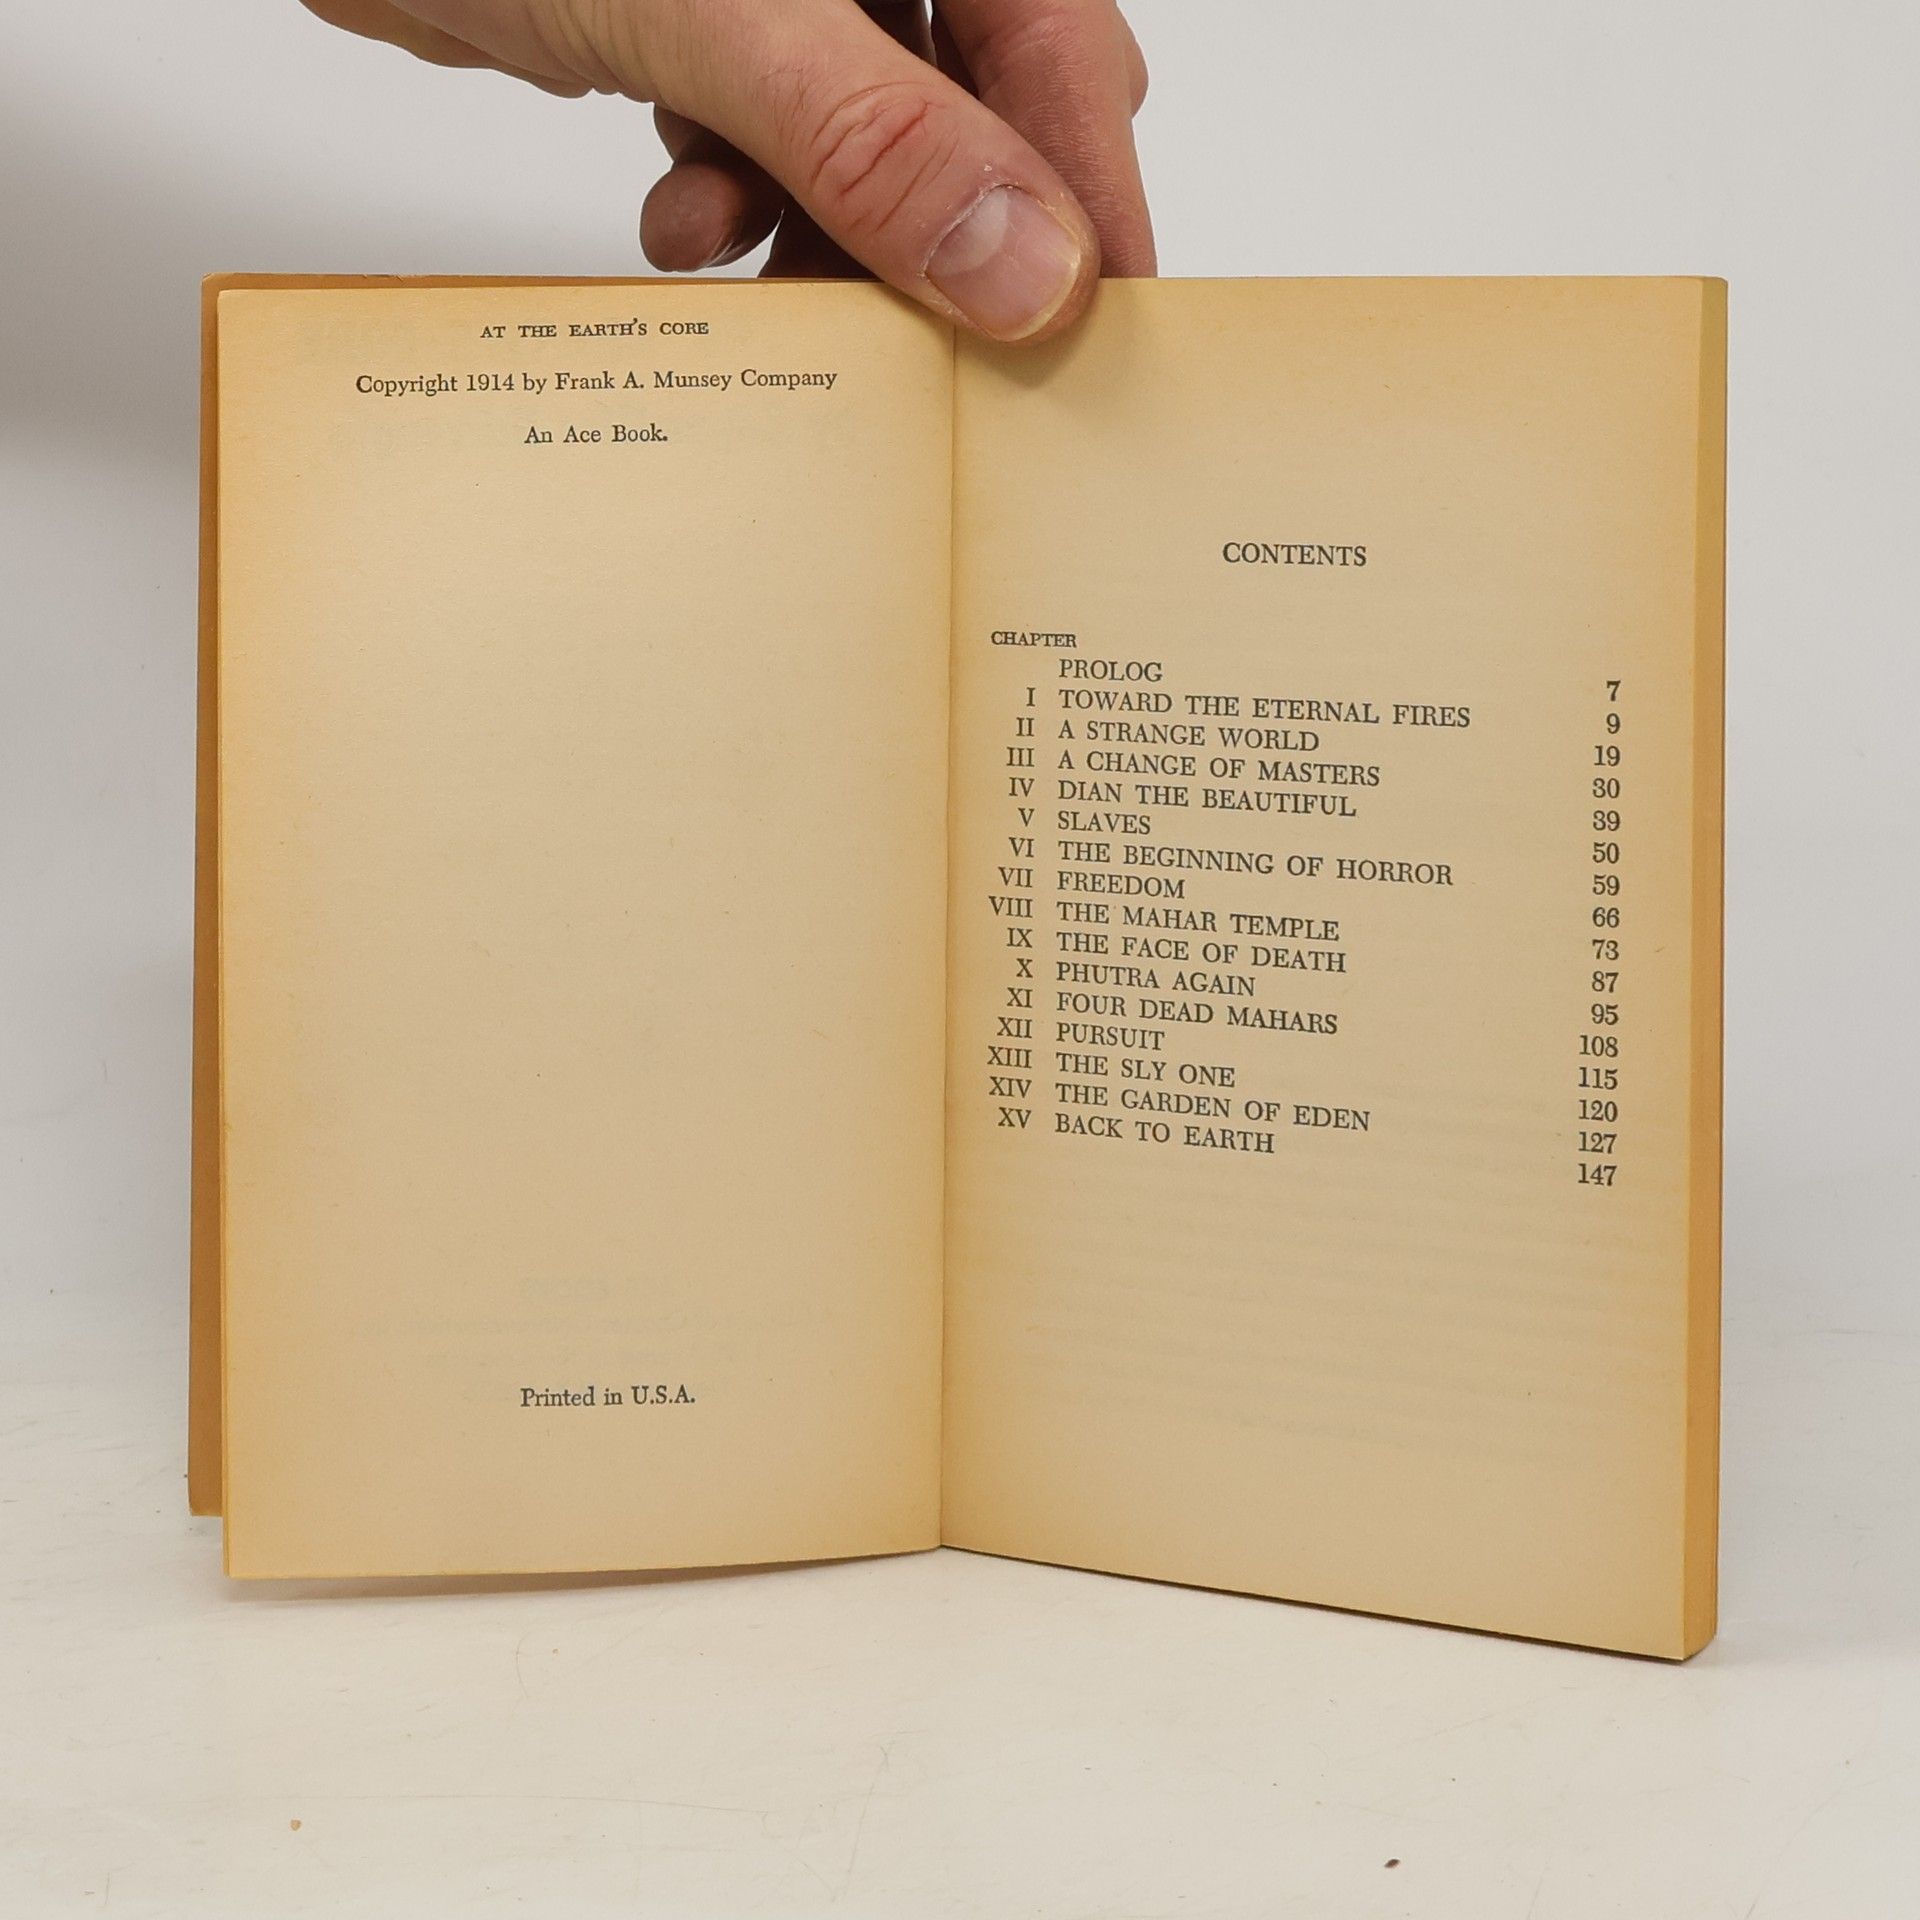 AT THE EARTH'S CORE
Copyright 1914 by Frank A. Munsey Company
An Ace Book.
Printed in U.S.A.
CONTENTS
CHAPTER
PROLOG 7
I TOWARD THE ETERNAL FIRES 9
II A STRANGE WORLD 19
III A CHANGE OF MASTERS 30
IV DIAN THE BEAUTIFUL 39
V SLAVES 50
VI THE BEGINNING OF HORROR 59
VII FREEDOM 66
VIII THE MAHAR TEMPLE 73
IX THE FACE OF DEATH 87
X PHUTRA AGAIN 95
XI FOUR DEAD MAHARS 108
XII PURSUIT 115
XIII THE SLY ONE 120
XIV THE GARDEN OF EDEN 127
XV BACK TO EARTH 147